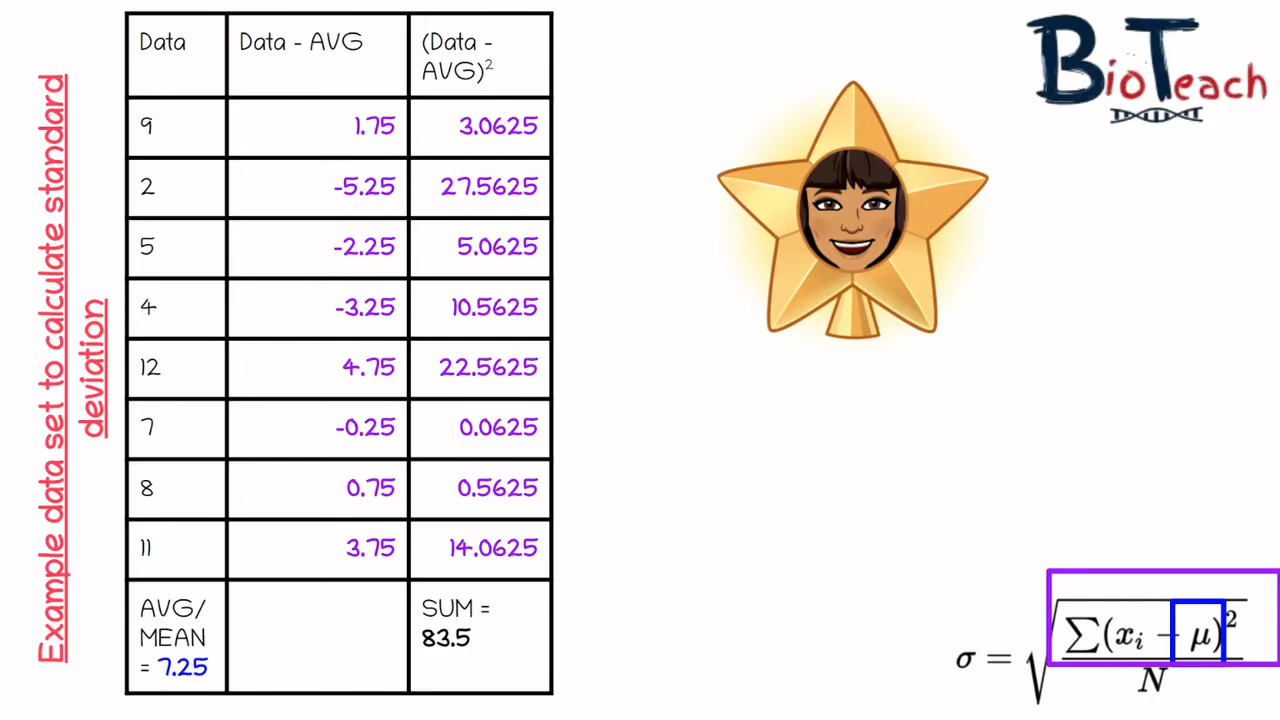 Example data set to calculate standard
deviation
Data Data - AVG (Data -
AVG)²
9 1.75 3.0625
2 -5.25 27.5625
5 -2.25 5.0625
4 -3.25 10.5625
12 4.75 22.5625
7 -0.25 0.0625
8 0.75 0.5625
11 3.75 14.0625
AVG/ SUM =
MEAN 83.5
= 7.25
BioTeach
σ = √(∑(xᵢ − μ)² / N)